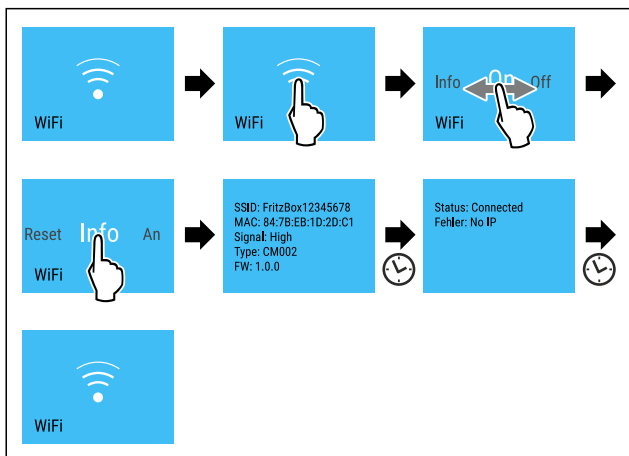 WiFi
WiFi
Info On Off
WiFi
Reset Info An
WiFi
SSID: FritzBox12345678
MAC: 84:7B:EB:1D:2D:C1
Signal: High
Type: CM002
FW: 1.0.0
Status: Connected
Fehler: No IP
WiFi